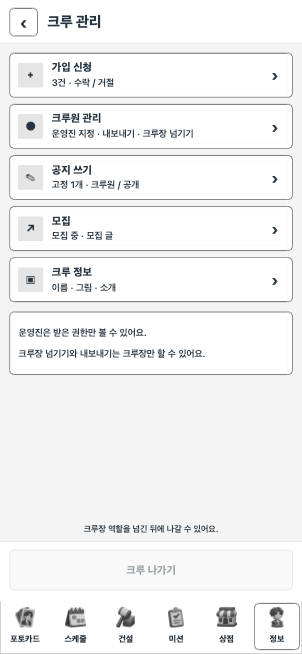 크루 관리
가입 신청
3건 · 수락 / 거절
크루원 관리
운영진 지정 · 내보내기 · 크루장 넘기기
공지 쓰기
고정 1개 · 크루원 / 공개
모집
모집 중 · 모집 글
크루 정보
이름 · 그림 · 소개
운영진은 받은 권한만 볼 수 있어요.
크루장 넘기기와 내보내기는 크루장만 할 수 있어요.
크루장 역할을 넘긴 뒤에 나갈 수 있어요.
크루 나가기
포토카드 스케줄 건설 미션 상점 정보